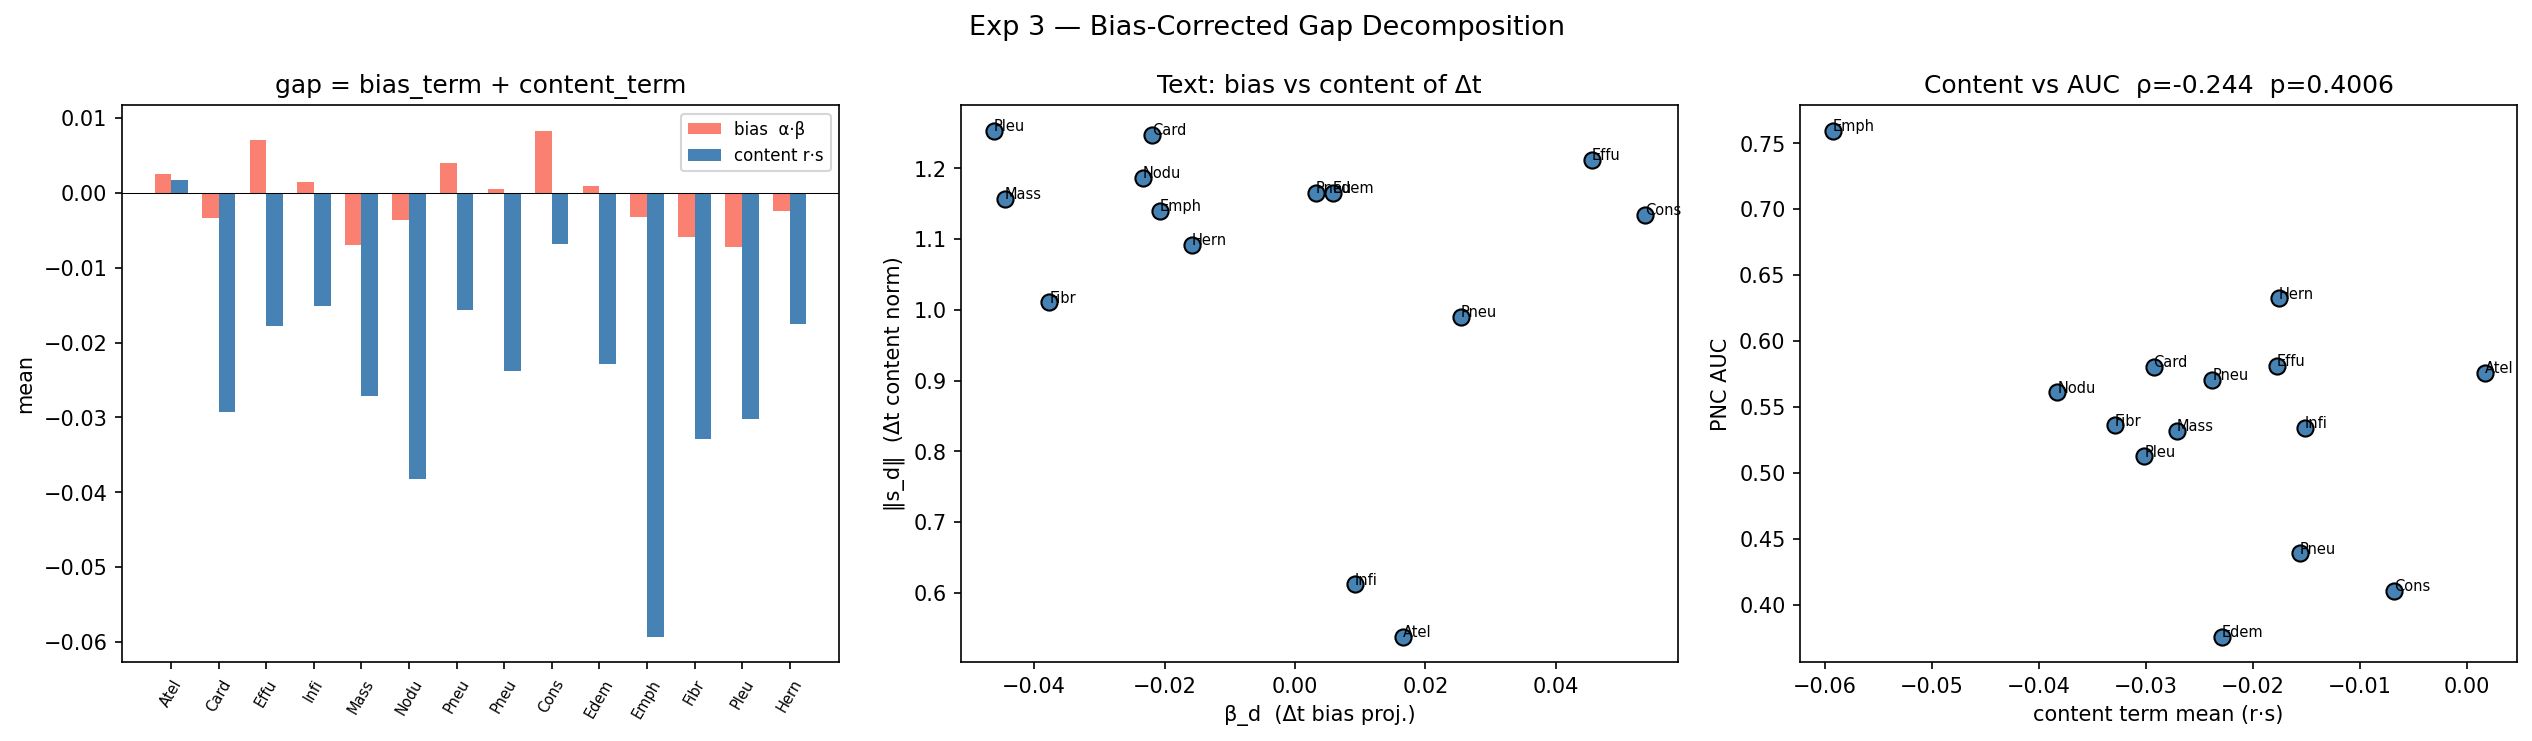 Exp 3 — Bias-Corrected Gap Decomposition
gap = bias_term + content_term
bias  α·β
content r·s
mean
0.01
0.00
−0.01
−0.02
−0.03
−0.04
−0.05
−0.06
Atel
Card
Effu
Infi
Mass
Nodu
Pneu
Pneu
Cons
Edem
Emph
Fibr
Pleu
Hern
Text: bias vs content of Δt
‖s_d‖  (Δt content norm)
1.2
1.1
1.0
0.9
0.8
0.7
0.6
Pleu
Card
Effu
Nodu
Mass
Pneu
Edem
Emph
Cons
Hern
Fibr
Pneu
Infi
Atel
−0.04
−0.02
0.00
0.02
0.04
β_d  (Δt bias proj.)
Content vs AUC  ρ=-0.244  p=0.4006
PNC AUC
0.75
0.70
0.65
0.60
0.55
0.50
0.45
0.40
Emph
Hern
Card
Effu
Atel
Pneu
Nodu
Fibr
Mass
Infi
Pleu
Pneu
Cons
Edem
−0.06
−0.05
−0.04
−0.03
−0.02
−0.01
0.00
content term mean (r·s)